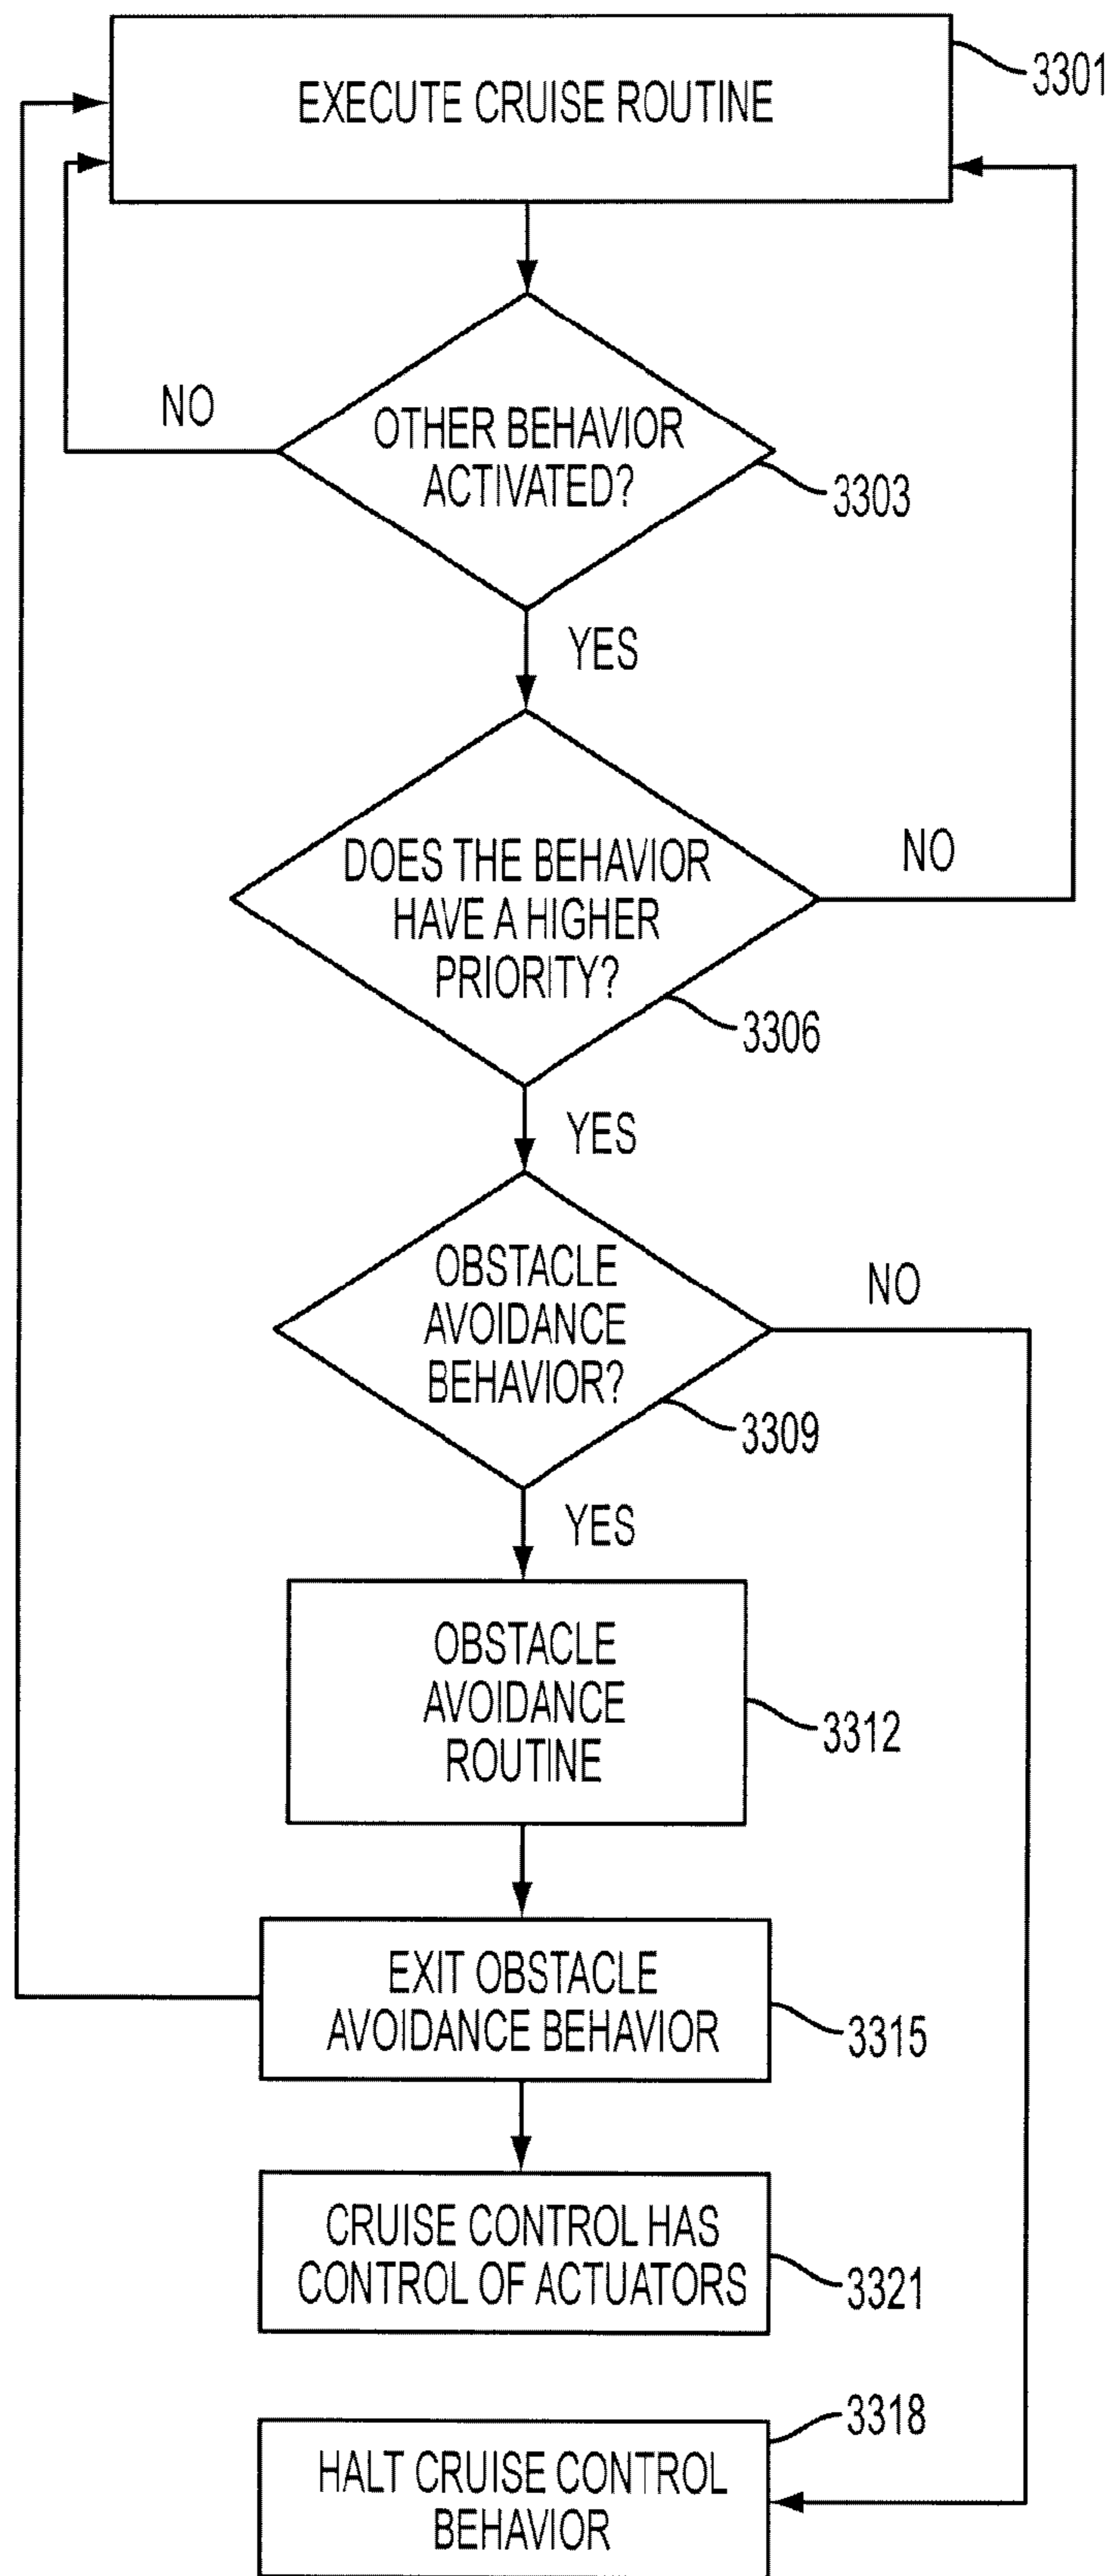 EXECUTE CRUISE ROUTINE
3301
NO
OTHER BEHAVIOR
ACTIVATED?
3303
YES
DOES THE BEHAVIOR
HAVE A HIGHER
PRIORITY?
NO
3306
YES
OBSTACLE
AVOIDANCE
BEHAVIOR?
NO
3309
YES
OBSTACLE
AVOIDANCE
ROUTINE
3312
EXIT OBSTACLE
AVOIDANCE BEHAVIOR
3315
CRUISE CONTROL HAS
CONTROL OF ACTUATORS
3321
3318
HALT CRUISE CONTROL
BEHAVIOR